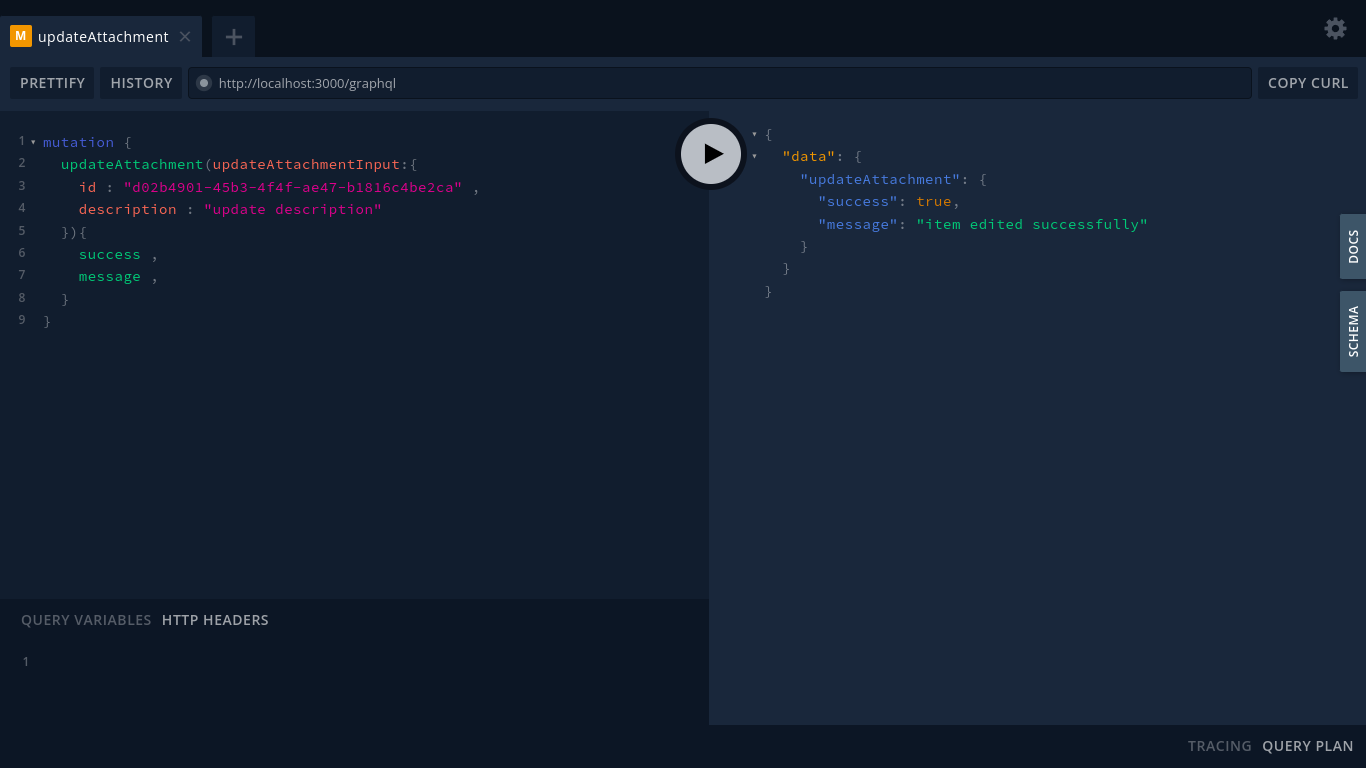 M updateAttachment
PRETTIFY HISTORY http://localhost:3000/graphql COPY CURL
1 mutation {
2 updateAttachment(updateAttachmentInput:{
3 id : "d02b4901-45b3-4f4f-ae47-b1816c4be2ca" ,
4 description : "update description"
5 }){
6 success ,
7 message ,
8 }
9 }
{
"data": {
"updateAttachment": {
"success": true,
"message": "item edited successfully"
}
}
}
DOCS
SCHEMA
QUERY VARIABLES HTTP HEADERS
1
TRACING QUERY PLAN